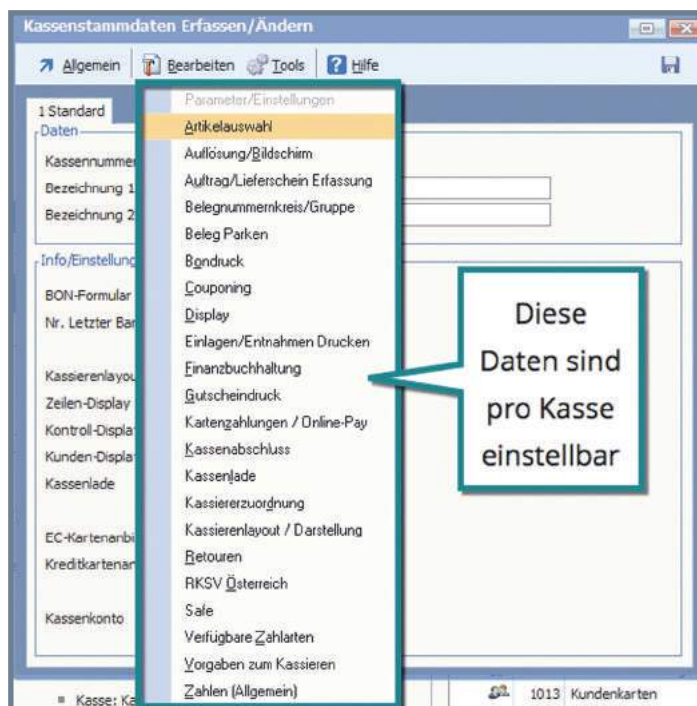 Kassenstammdaten Erfassen/Ändern
Allgemein
Bearbeiten
Tools
Hilfe
1 Standard
Daten
Kassennummer
Bezeichnung 1
Bezeichnung 2
Info/Einstellung
BON-Formular
Nr. Letzter Bar
Kassierenlayou
Zeilen-Display
Kontroll-Displa
Kunden-Displa
Kassenlade
EC-Kartenanbi
Kreditkartenan
Kassenkonto
Parameter/Einstellungen
Artikelauswahl
Auflösung/Bildschirm
Auftrag/Lieferschein Erfassung
Belegnummernkreis/Gruppe
Beleg Parken
Bondruck
Couponing
Display
Einlagen/Entnahmen Drucken
Finanzbuchhaltung
Gutscheindruck
Kartenzahlungen / Online-Pay
Kassenabschluss
Kassenlade
Kassiererzuordnung
Kassierenlayout / Darstellung
Retouren
RKSV Österreich
Safe
Verfügbare Zahlarten
Vorgaben zum Kassieren
Zahlen (Allgemein)
Diese
Daten sind
pro Kasse
einstellbar
Kasse: Ka
1013 Kundenkarten